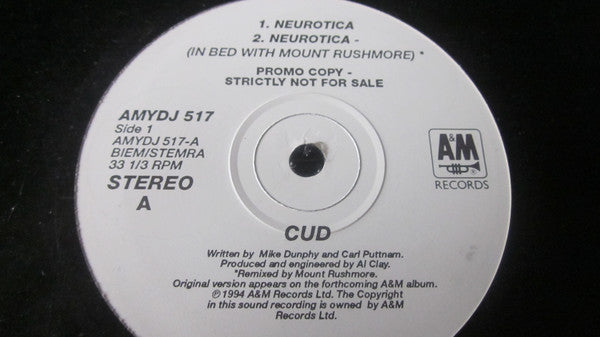 1. NEUROTICA
2. NEUROTICA -
(IN BED WITH MOUNT RUSHMORE) *
PROMO COPY -
STRICTLY NOT FOR SALE
AMYDJ 517
Side 1
AMYDJ 517-A
BIEM/STEMRA
33 1/3 RPM
STEREO
A
A&M
RECORDS
CUD
Written by Mike Dunphy and Carl Puttnam.
Produced and engineered by Al Clay.
*Remixed by Mount Rushmore.
Original version appears on the forthcoming A&M album.
℗ 1994 A&M Records Ltd. The Copyright
in this sound recording is owned by A&M
Records Ltd.